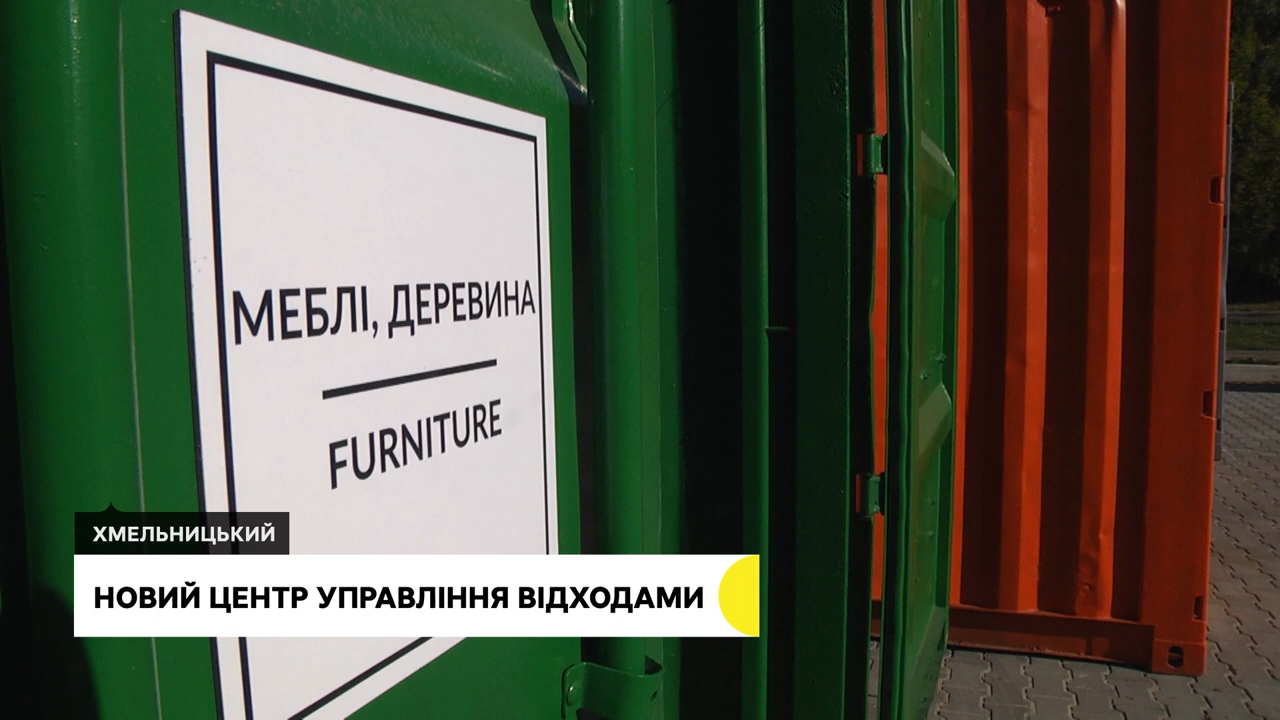 МЕБЛІ, ДЕРЕВИНА
FURNITURE
ХМЕЛЬНИЦЬКИЙ
НОВИЙ ЦЕНТР УПРАВЛІННЯ ВІДХОДАМИ